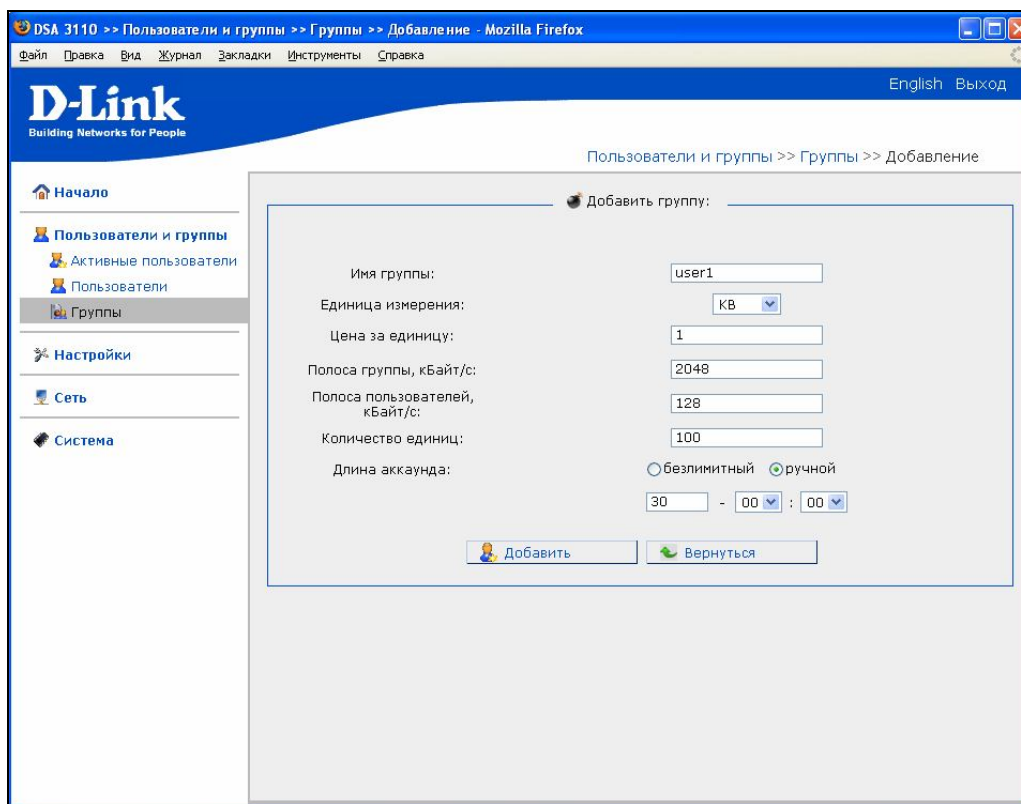 DSA 3110 >> Пользователи и группы >> Группы >> Добавление - Mozilla Firefox
Файл Правка Вид Журнал Закладки Инструменты Справка
English Выход
D-Link
Building Networks for People
Пользователи и группы >> Группы >> Добавление
Начало
Пользователи и группы
Активные пользователи
Пользователи
Группы
Настройки
Сеть
Система
Добавить группу:
Имя группы: user1
Единица измерения: KB
Цена за единицу: 1
Полоса группы, кБайт/с: 2048
Полоса пользователей,
кБайт/с: 128
Количество единиц: 100
Длина аккаунда: безлимитный ручной
30 - 00 : 00
Добавить Вернуться